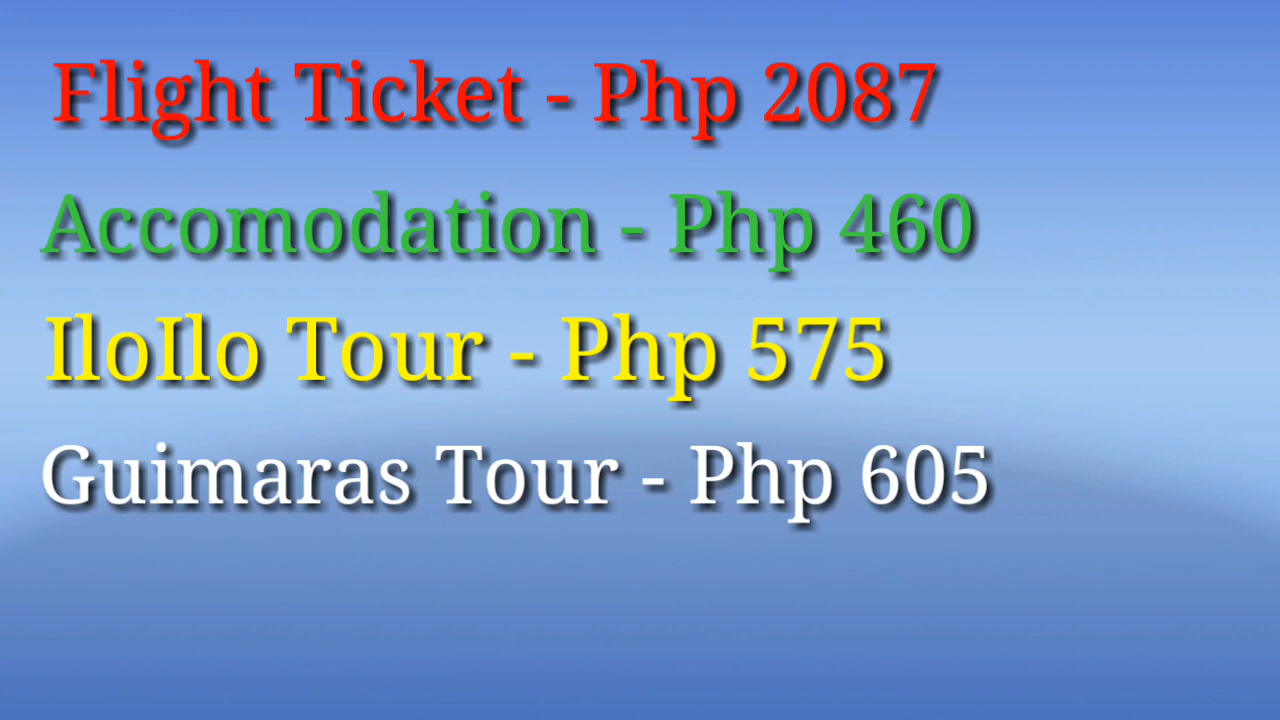 Flight Ticket - Php 2087
Accomodation - Php 460
IloIlo Tour - Php 575
Guimaras Tour - Php 605